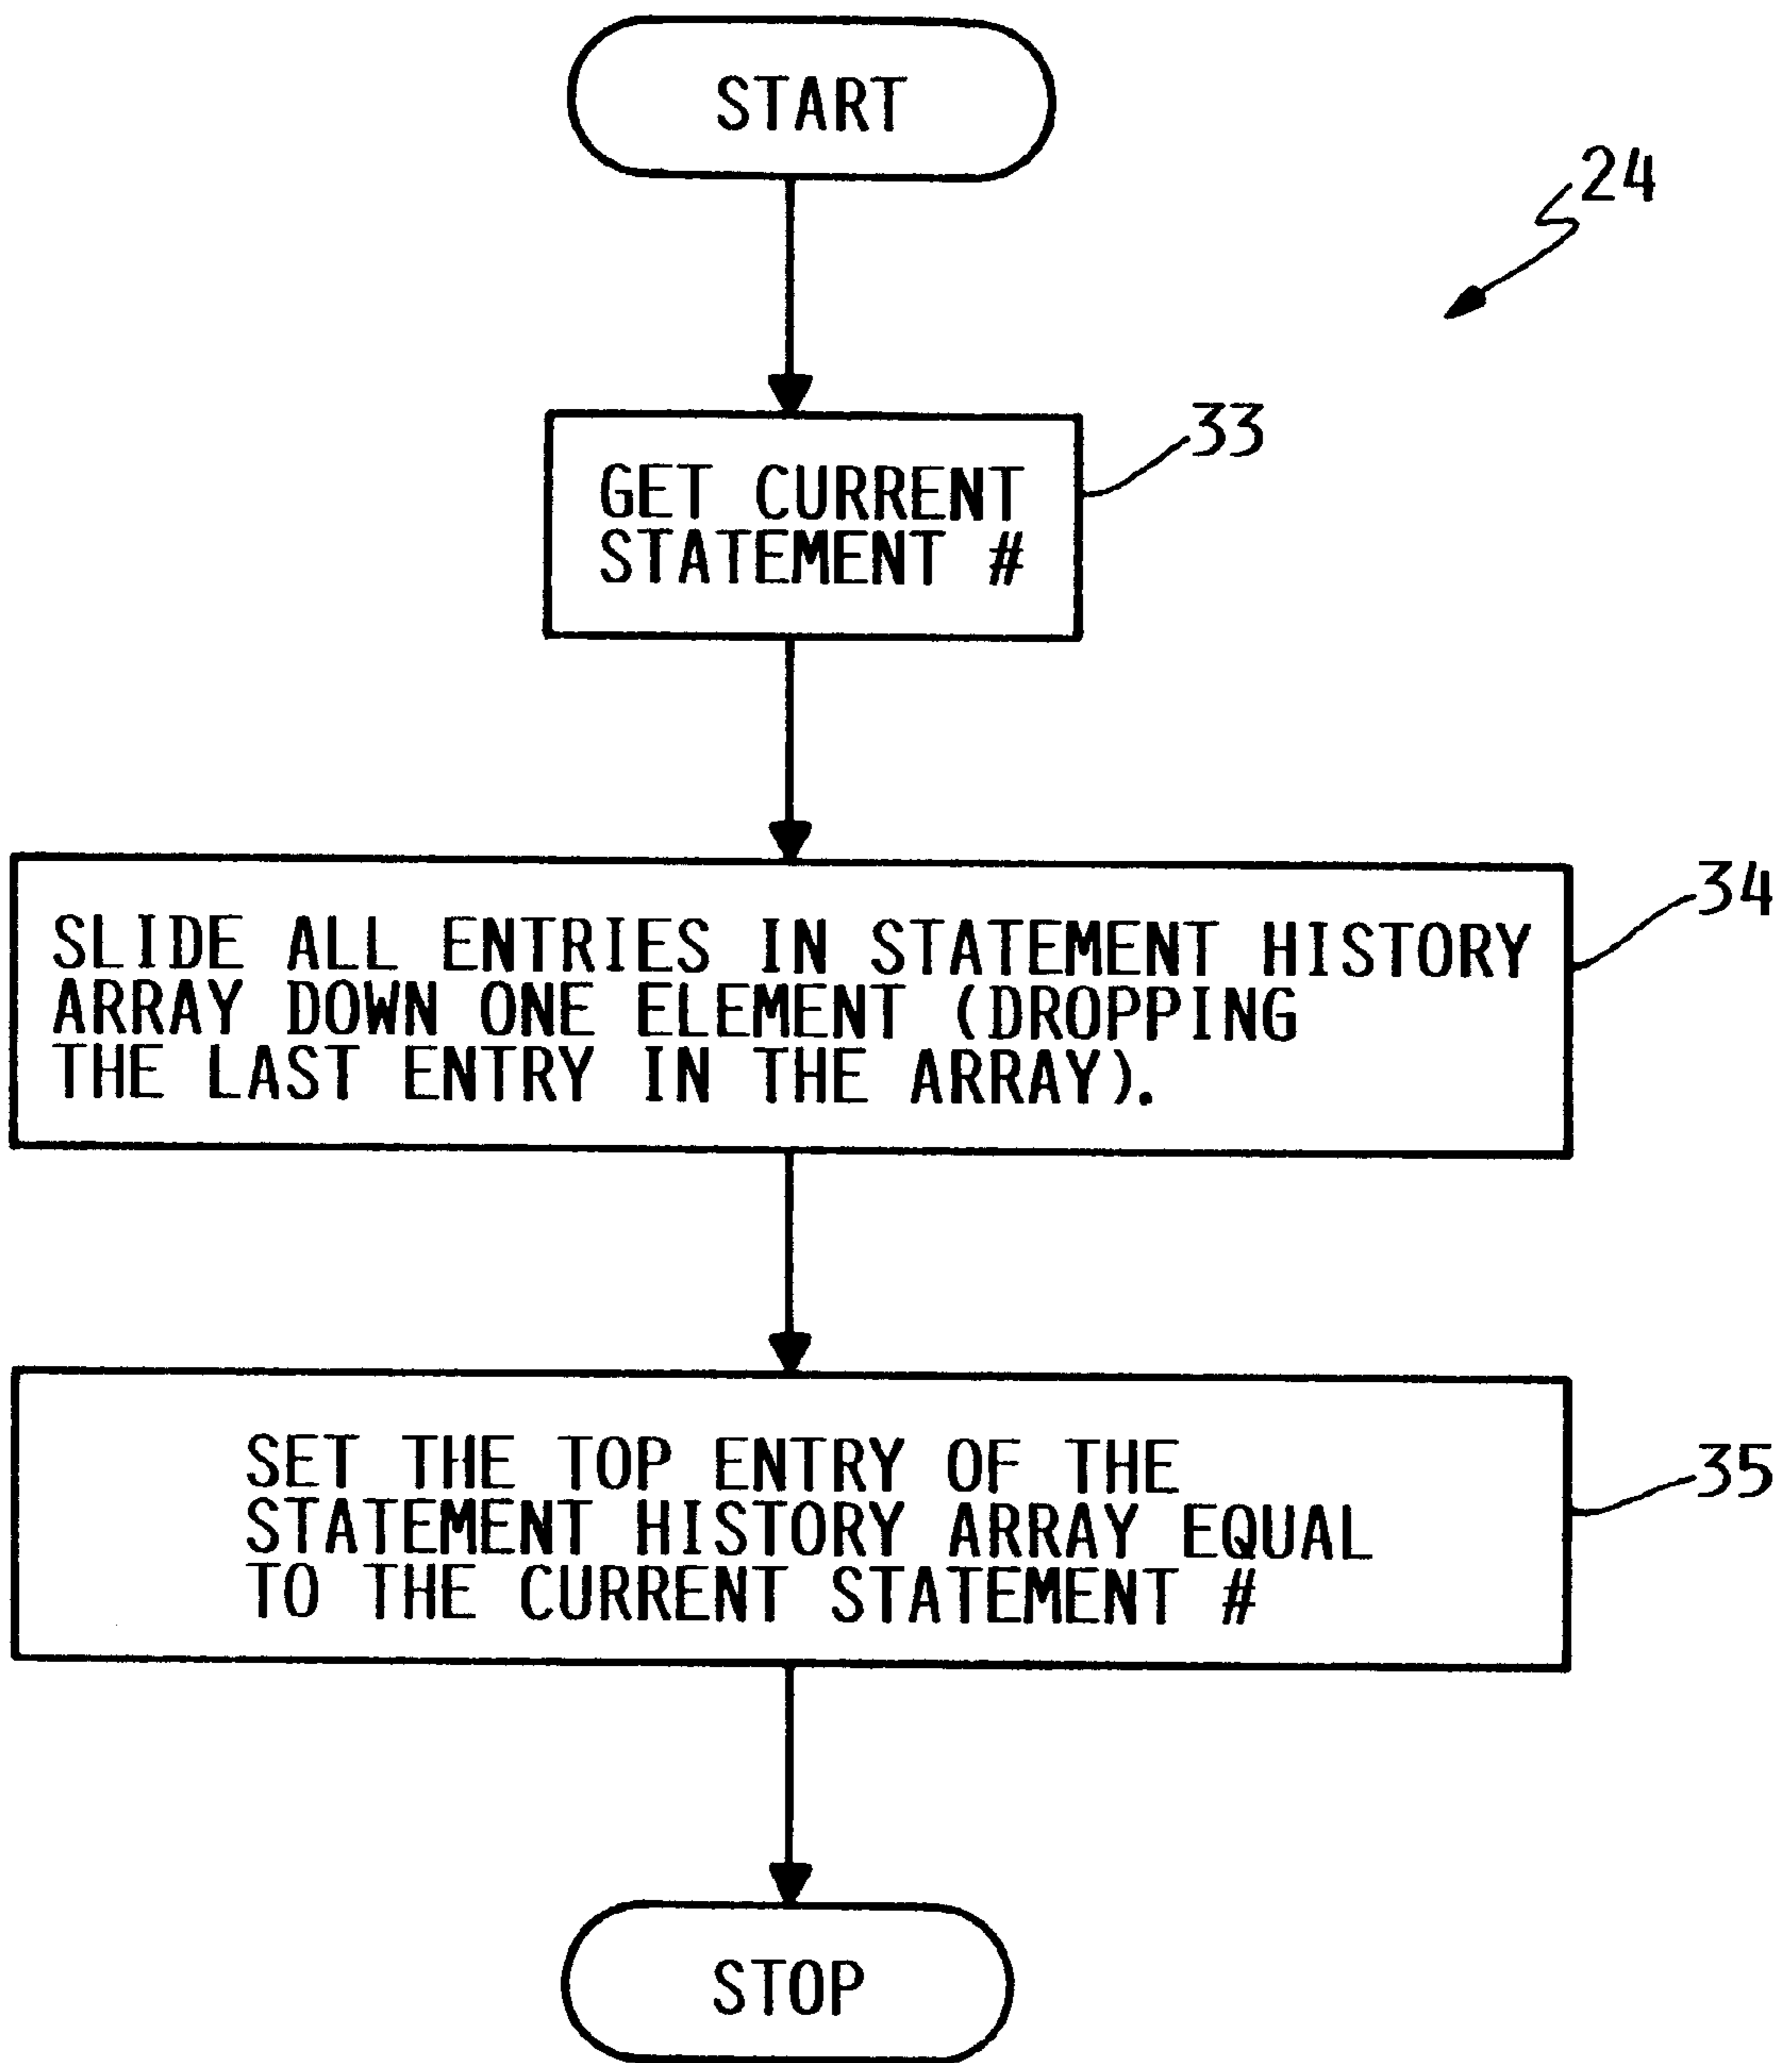 START
24
33
GET CURRENT
STATEMENT #
34
SLIDE ALL ENTRIES IN STATEMENT HISTORY
ARRAY DOWN ONE ELEMENT (DROPPING
THE LAST ENTRY IN THE ARRAY).
35
SET THE TOP ENTRY OF THE
STATEMENT HISTORY ARRAY EQUAL
TO THE CURRENT STATEMENT #
STOP